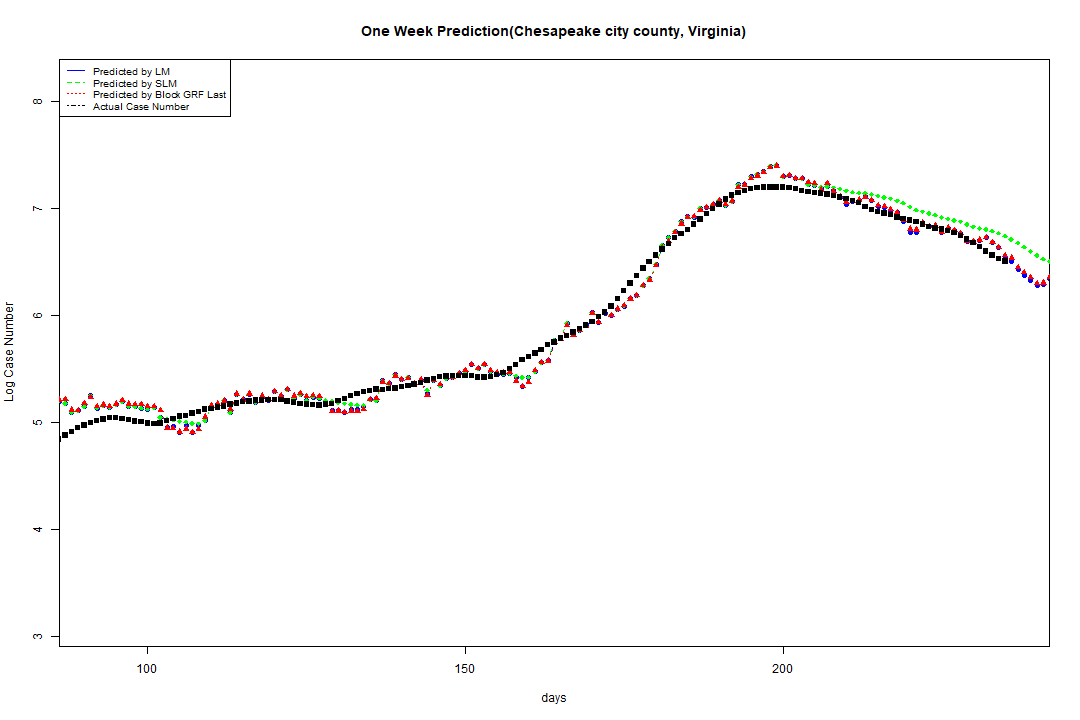 One Week Prediction(Chesapeake city county, Virginia)
Predicted by LM
Predicted by SLM
Predicted by Block GRF Last
Actual Case Number
8
7
6
5
4
3
Log Case Number
100 150 200
days